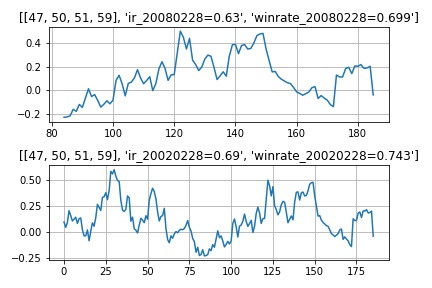 [[47, 50, 51, 59], 'ir_20080228=0.63', 'winrate_20080228=0.699']
0.4
0.2
0.0
−0.2
80 100 120 140 160 180
[[47, 50, 51, 59], 'ir_20020228=0.69', 'winrate_20020228=0.743']
0.50
0.25
0.00
−0.25
0 25 50 75 100 125 150 175